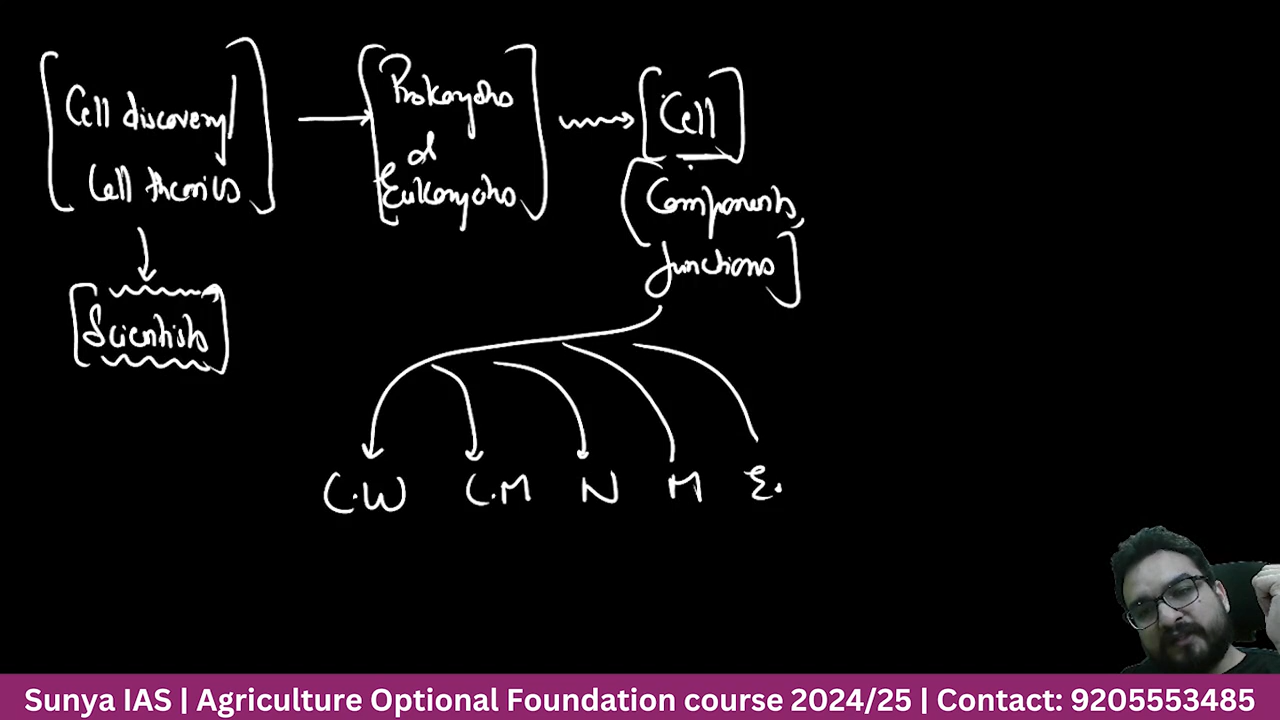 Cell discovery/
Cell theories
Scientists
Prokaryotes
&
Eukaryotes
Cell
Components,
functions
C.W C.M N M E.
Sunya IAS | Agriculture Optional Foundation course 2024/25 | Contact: 9205553485